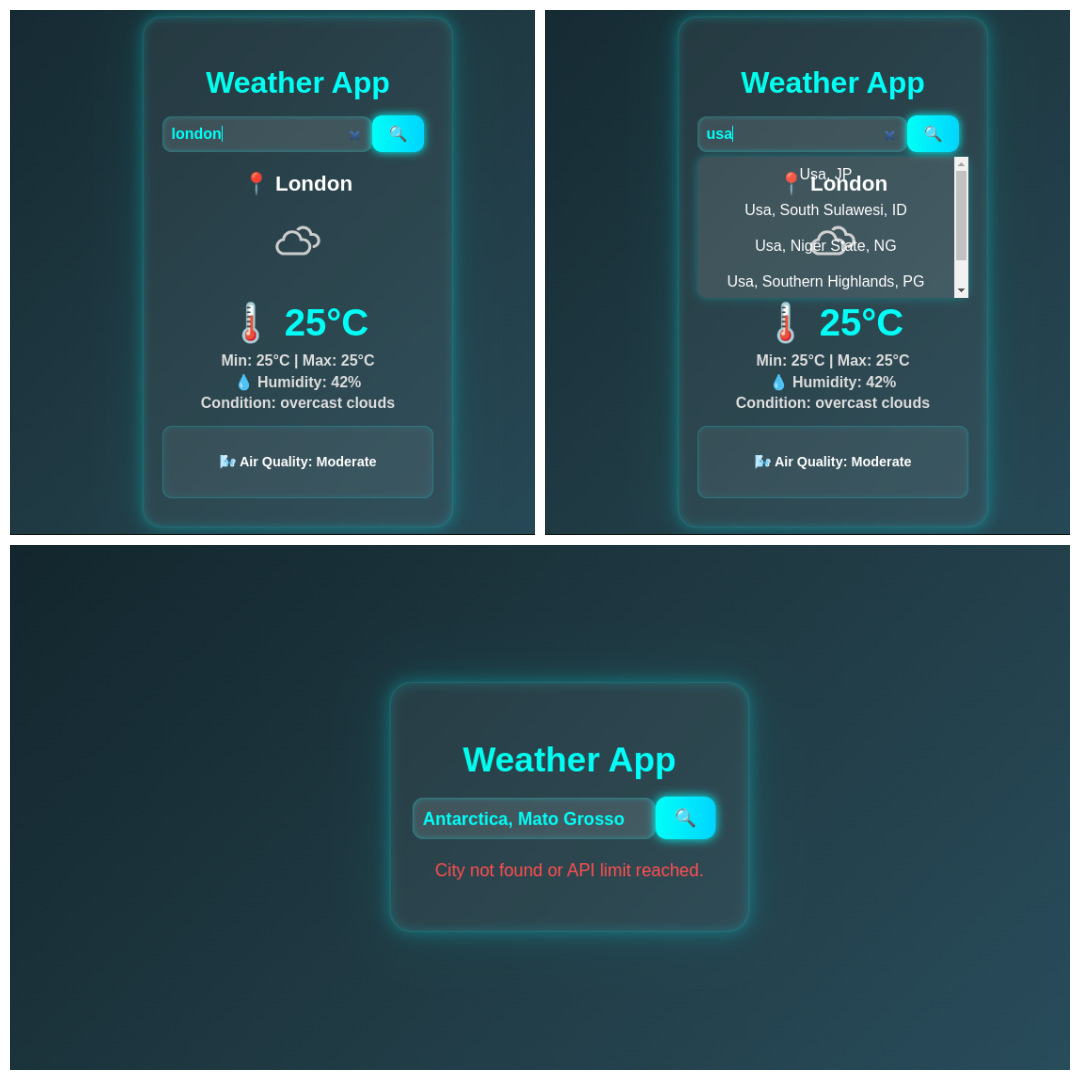 Weather App
london
London
25°C
Min: 25°C | Max: 25°C
Humidity: 42%
Condition: overcast clouds
Air Quality: Moderate
Weather App
usa
Usa, JP
London
Usa, South Sulawesi, ID
Usa, Niger State, NG
Usa, Southern Highlands, PG
25°C
Min: 25°C | Max: 25°C
Humidity: 42%
Condition: overcast clouds
Air Quality: Moderate
Weather App
Antarctica, Mato Grosso
City not found or API limit reached.